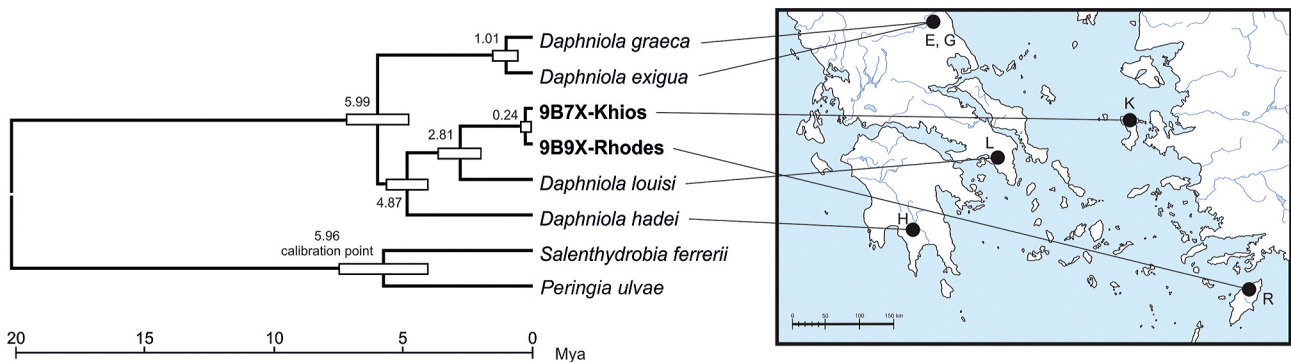 1.01
Daphniola graeca
Daphniola exigua
5.99
0.24
9B7X-Khios
2.81
9B9X-Rhodes
Daphniola louisi
4.87
Daphniola hadei
5.96
calibration point
Salenthydrobia ferrerii
Peringia ulvae
20 15 10 5 0 Mya
E, G
K
L
H
R
0 50 100 150 km